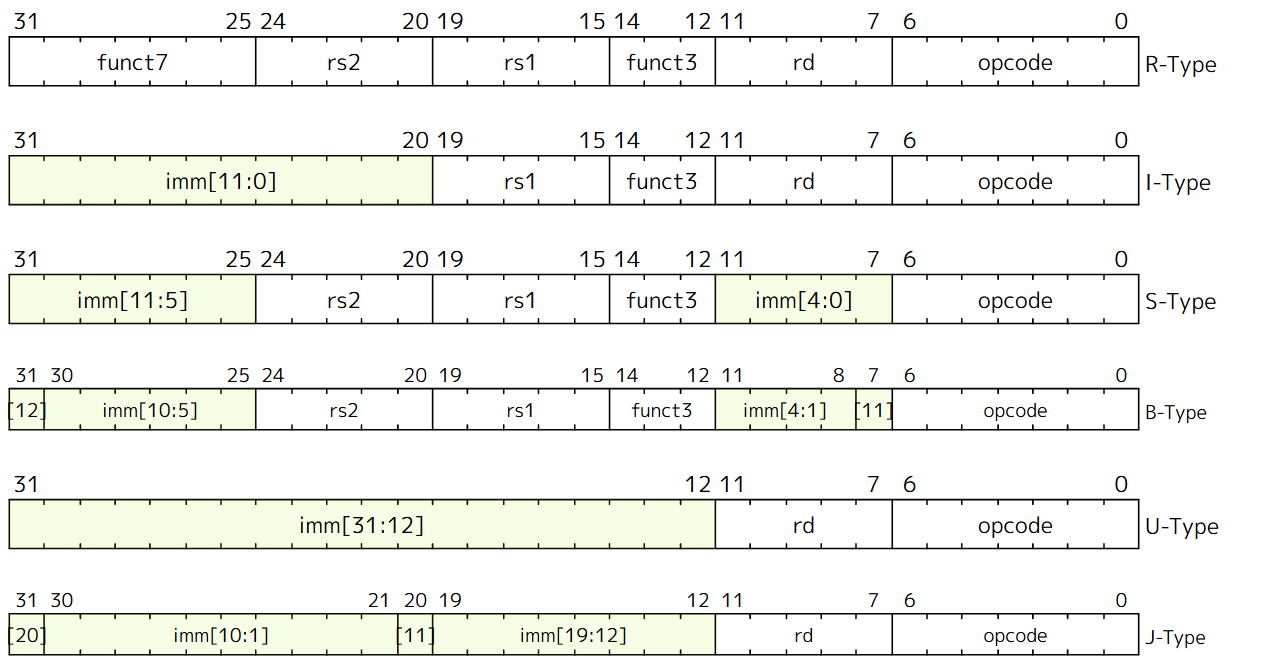 31 25 24 20 19 15 14 12 11 7 6 0
funct7 rs2 rs1 funct3 rd opcode R-Type
31 20 19 15 14 12 11 7 6 0
imm[11:0] rs1 funct3 rd opcode I-Type
31 25 24 20 19 15 14 12 11 7 6 0
imm[11:5] rs2 rs1 funct3 imm[4:0] opcode S-Type
31 30 25 24 20 19 15 14 12 11 8 7 6 0
[12] imm[10:5] rs2 rs1 funct3 imm[4:1] [11] opcode B-Type
31 12 11 7 6 0
imm[31:12] rd opcode U-Type
31 30 21 20 19 12 11 7 6 0
[20] imm[10:1] [11] imm[19:12] rd opcode J-Type